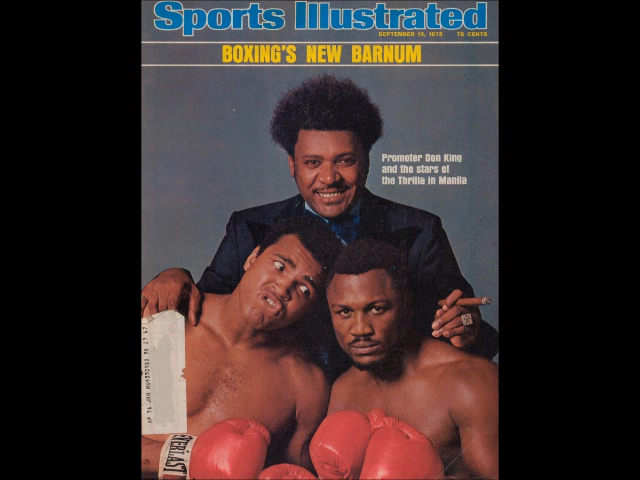 Sports Illustrated
SEPTEMBER 15, 1975 75 CENTS
BOXING'S NEW BARNUM
Promoter Don King
and the stars of
the Thrilla in Manila
EVERLAST